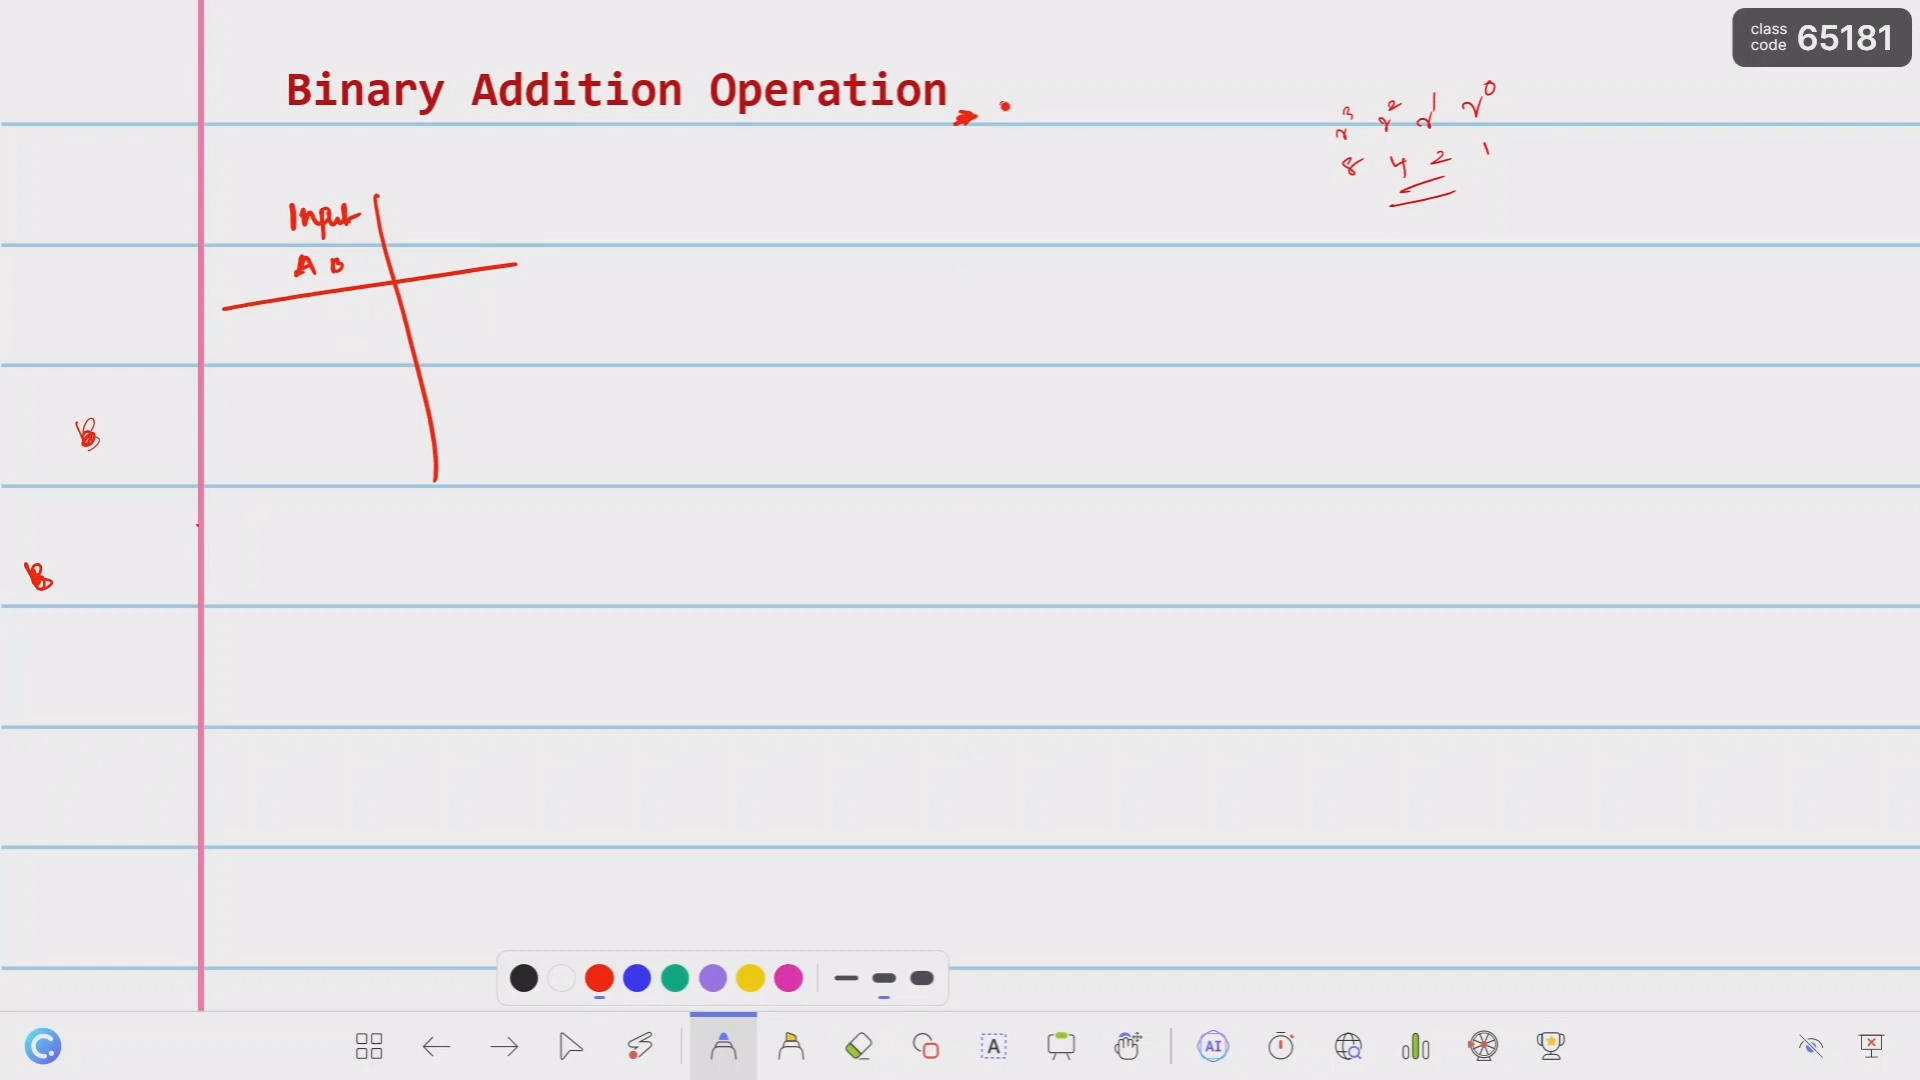 class code 65181
Binary Addition Operation
2³ 2² 2¹ 2⁰
8 4 2 1
Input
A B